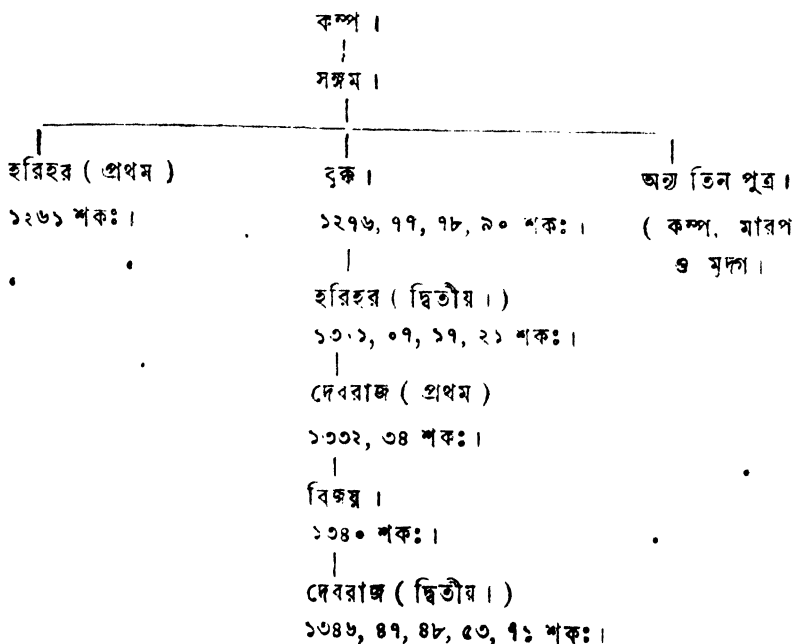 কম্প ।
সঙ্গম ।
হরিহর ( প্রথম )
১২৬১ শকঃ ।
বুক্ক ।
১২৭৬, ৭৭, ৭৮, ৯০ শকঃ ।
অন্য তিন পুত্র ।
( কম্প, মারপ
ও মুদ্গ ।
হরিহর ( দ্বিতীয় । )
১৩০১, ০৭, ১৭, ২১ শকঃ ।
দেবরাজ ( প্রথম )
১৩৩২, ৩৪ শকঃ ।
বিজয় ।
১৩৪০ শকঃ ।
দেবরাজ ( দ্বিতীয় । )
১৩৪৬, ৪৭, ৪৮, ৫৩, ৭১ শকঃ ।